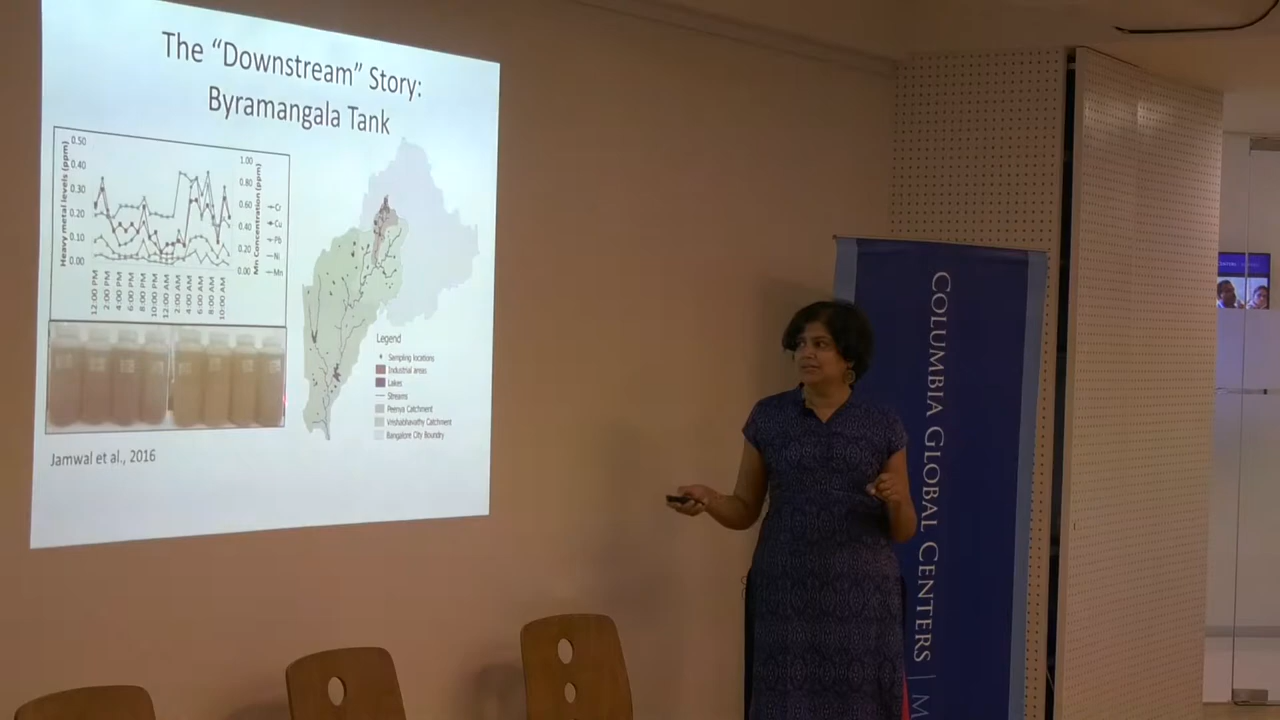 The “Downstream” Story:
Byramangala Tank
Heavy metal levels (ppm)
0.50
0.40
0.30
0.20
0.10
0.00
1.00
0.80
0.60
0.40
0.20
0.00
Mn Concentration (ppm)
Cr
Cu
Pb
Ni
Mn
12:00 PM
2:00 PM
4:00 PM
6:00 PM
8:00 PM
10:00 PM
12:00 AM
2:00 AM
4:00 AM
6:00 AM
8:00 AM
10:00 AM
Legend
Sampling locations
Industrial areas
Lakes
Streams
Peenya Catchment
Vrishabhavathy Catchment
Bangalore City Boundry
Jamwal et al., 2016
COLUMBIA GLOBAL CENTERS | M